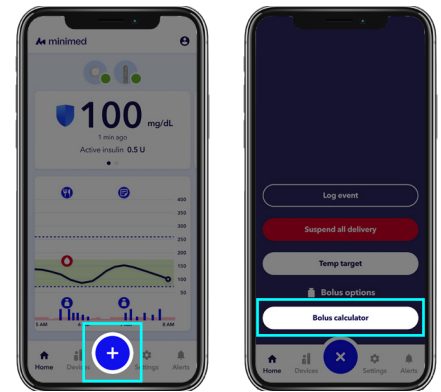 minimed
100 mg/dL
1 min ago
Active insulin 0.5 U
400
350
300
250
200
150
100
50
5 AM
8 AM
+
Home
Devices
Settings
Alerts
Log event
Suspend all delivery
Temp target
Bolus options
Bolus calculator
Home
Devices
Settings
Alerts